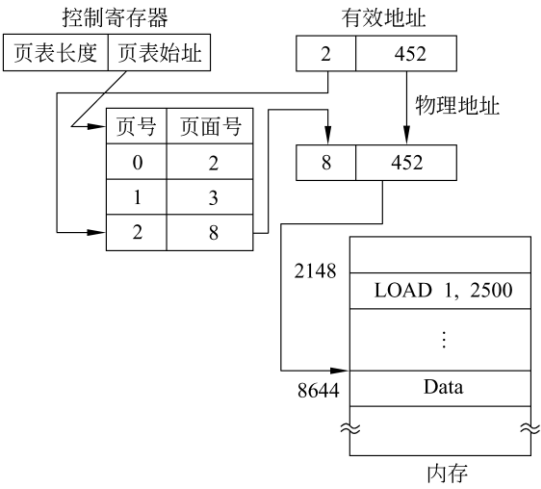 控制寄存器
页表长度 页表始址
有效地址
2 452
物理地址
页号 页面号
0 2
1 3
2 8
8 452
2148
LOAD 1, 2500
⋮
8644
Data
内存